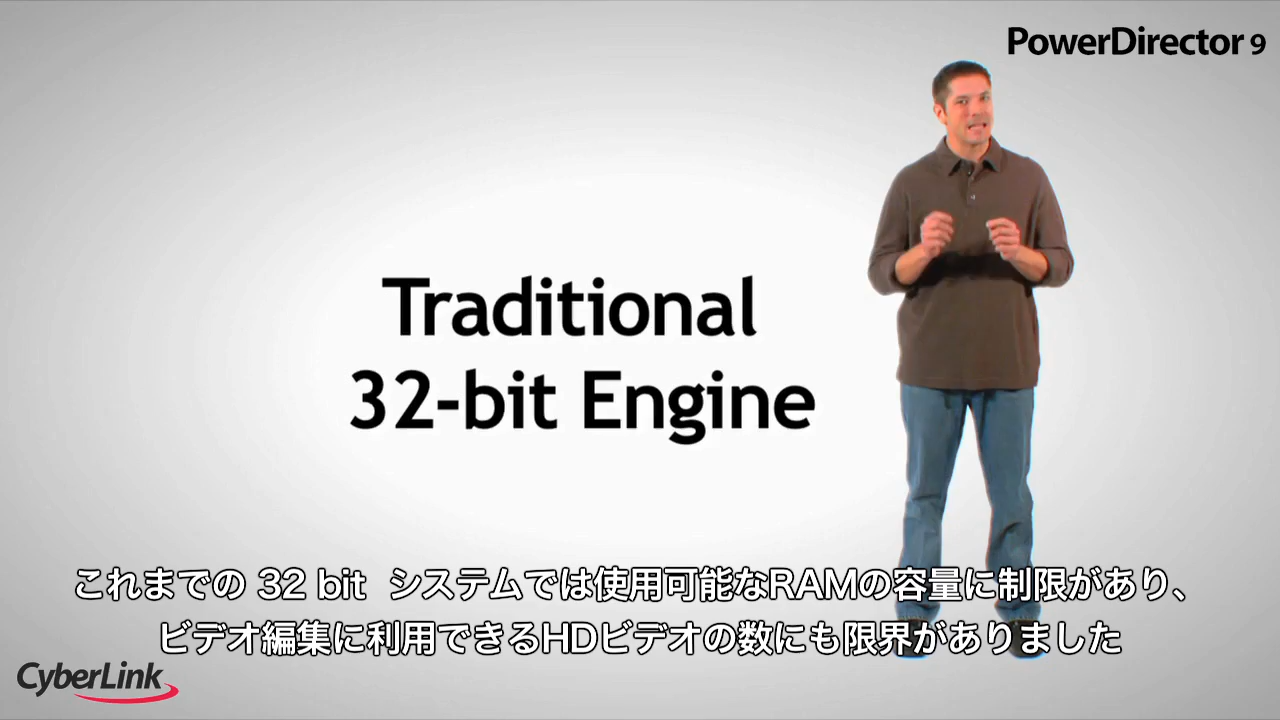 PowerDirector 9
Traditional
32-bit Engine
これまでの 32 bit システムでは使用可能なRAMの容量に制限があり、
ビデオ編集に利用できるHDビデオの数にも限界がありました
CyberLink